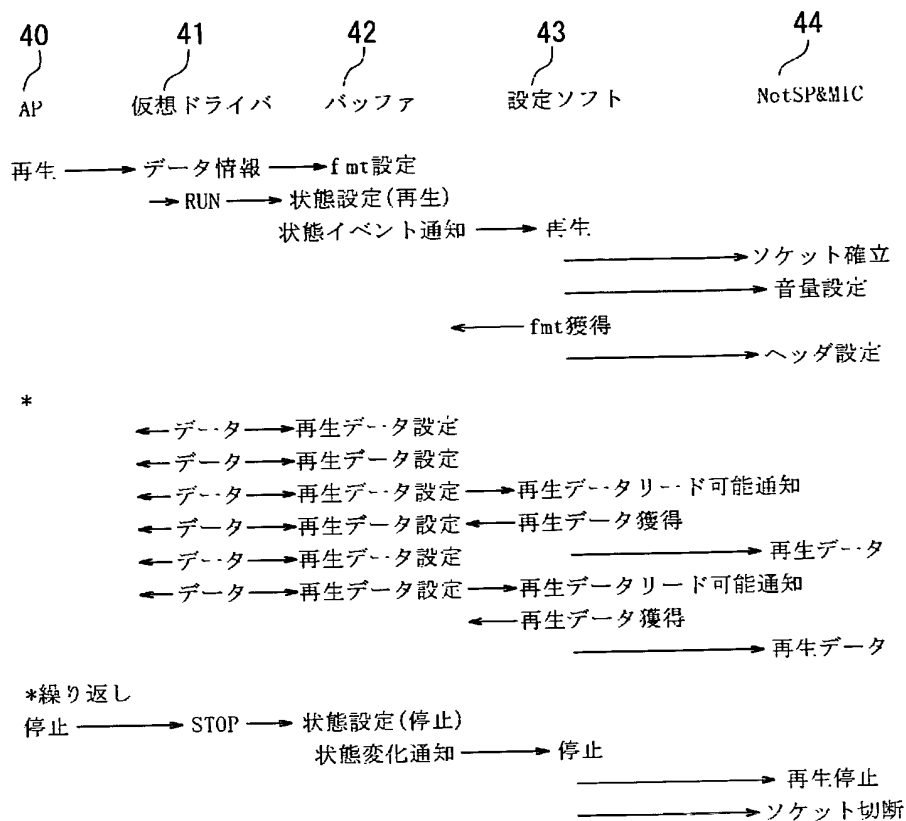 40 41 42 43 44
AP 仮想ドライバ バッファ 設定ソフト NetSP&MIC
再生 → データ情報 → fmt設定
→ RUN → 状態設定(再生)
状態イベント通知 → 再生
→ ソケット確立
→ 音量設定
← fmt獲得
→ ヘッダ設定
*
← データ → 再生データ設定
← データ → 再生データ設定
← データ → 再生データ設定 → 再生データリード可能通知
← データ → 再生データ設定 ← 再生データ獲得
← データ → 再生データ設定 → 再生データ
← データ → 再生データ設定 → 再生データリード可能通知
← 再生データ獲得
→ 再生データ
*繰り返し
停止 → STOP → 状態設定(停止)
状態変化通知 → 停止
→ 再生停止
→ ソケット切断